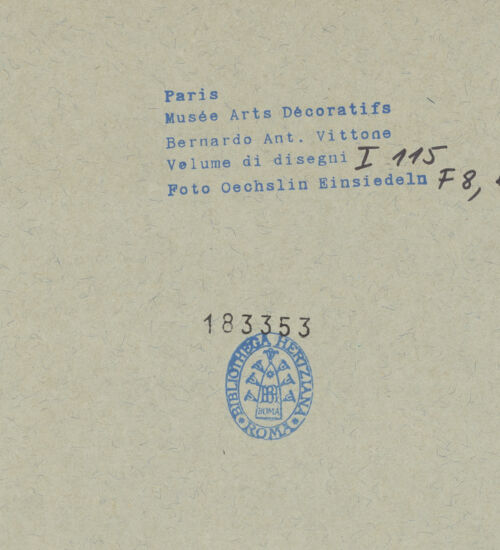 Paris
Musée Arts Décoratifs
Bernardo Ant. Vittone
Volume di disegni I 115
Foto Oechslin Einsiedeln F 8,
183353
BIBLIOTHECA HERTZIANA
ROMA
ROMA